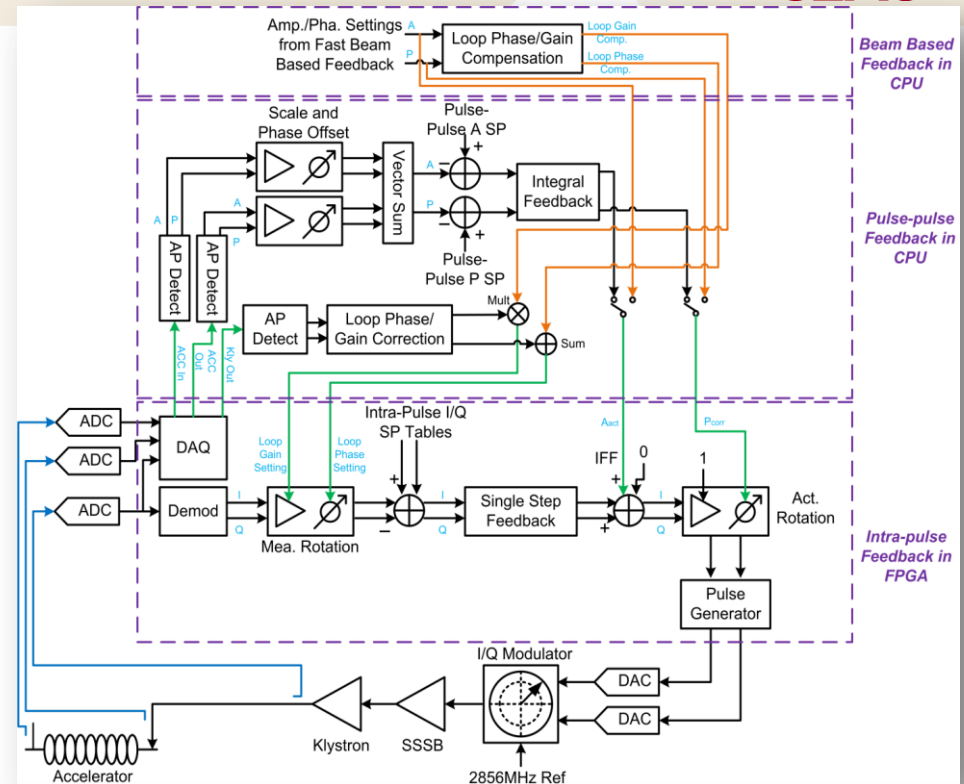 Amp./Pha. Settings
from Fast Beam
Based Feedback
A
P
Loop Phase/Gain
Compensation
Loop Gain
Comp.
Loop Phase
Comp.
Beam Based
Feedback in
CPU
Scale and
Phase Offset
Pulse-
Pulse A SP
+
−
A
P
Vector Sum
A
P
−
+
Pulse-
Pulse P SP
Integral
Feedback
Pulse-pulse
Feedback in
CPU
A
P
AP Detect
AP Detect
AP
Detect
Loop Phase/
Gain Correction
Mult
Sum
ACC In
ACC
Out
Kly Out
ADC
ADC
ADC
DAQ
Demod
I
Q
Loop
Gain
Setting
Loop
Phase
Setting
Mea. Rotation
Intra-Pulse I/Q
SP Tables
+
−
I
Q
Single Step
Feedback
Aact
IFF
0
+
+
I
Q
1
Pcorr
Act.
Rotation
Intra-pulse
Feedback in
FPGA
Pulse
Generator
I/Q Modulator
DAC
DAC
Klystron
SSSB
2856MHz Ref
Accelerator